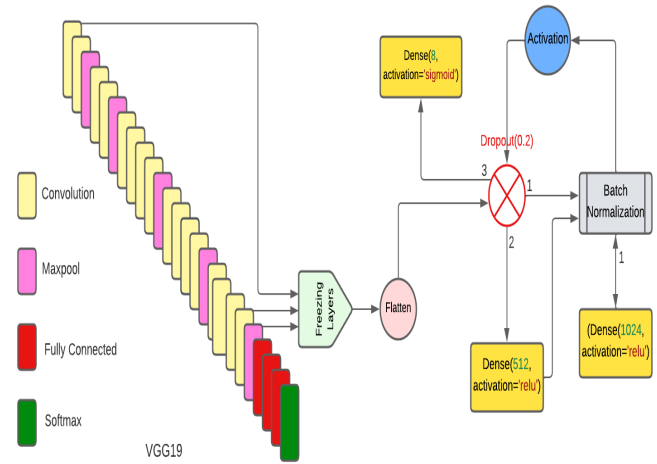 Convolution
Maxpool
Fully Connected
Softmax
VGG19
Freezing
Layers
Flatten
Dense(8,
activation='sigmoid')
Activation
Dropout(0.2)
3
1
2
Batch
Normalization
1
Dense(512,
activation='relu')
(Dense(1024,
activation='relu')